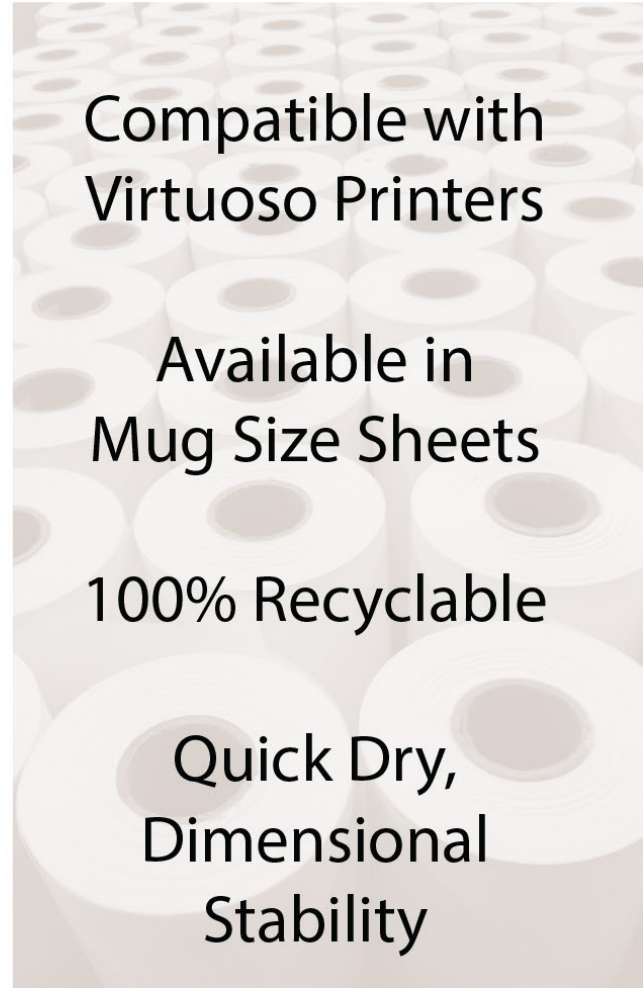 Compatible with
Virtuoso Printers
Available in
Mug Size Sheets
100% Recyclable
Quick Dry,
Dimensional
Stability